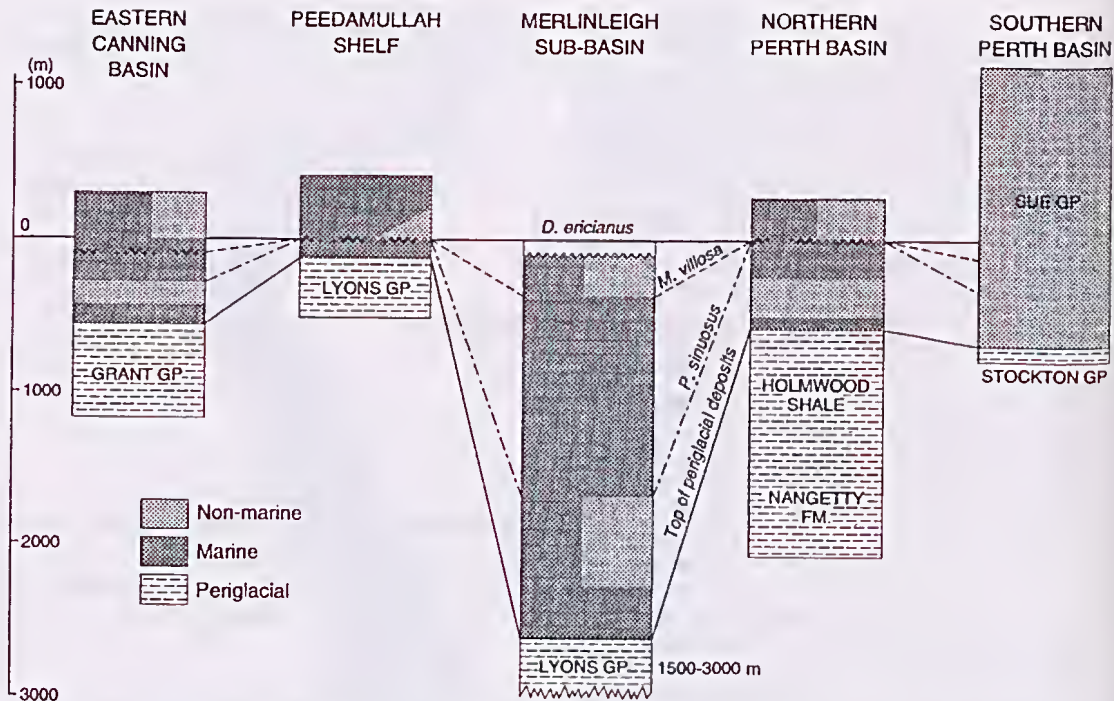 EASTERN
CANNING
BASIN
PEEDAMULLAH
SHELF
MERLINLEIGH
SUB-BASIN
NORTHERN
PERTH BASIN
SOUTHERN
PERTH BASIN
(m)
1000
0
1000
2000
3000
GRANT GP
LYONS GP.
D. ericianus
M. villosa
P. sinuosus
Top of periglacial deposits
LYONS GP.
1500-3000 m
HOLMWOOD
SHALE
NANGETTY
FM.
SUE GP
STOCKTON GP
Non-marine
Marine
Periglacial